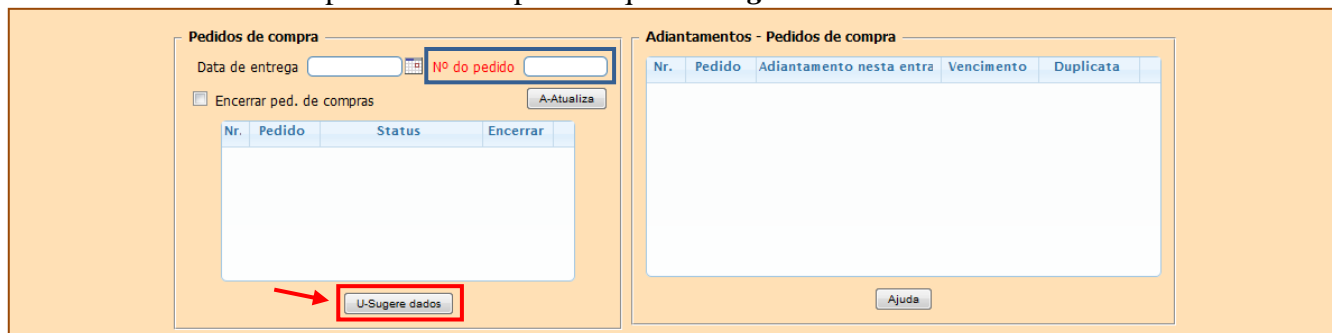 Pedidos de compra
Data de entrega
Nº do pedido
Encerrar ped. de compras
A-Atualiza
Nr. Pedido Status Encerrar
U-Sugere dados
Adiantamentos - Pedidos de compra
Nr. Pedido Adiantamento nesta entra Vencimento Duplicata
Ajuda